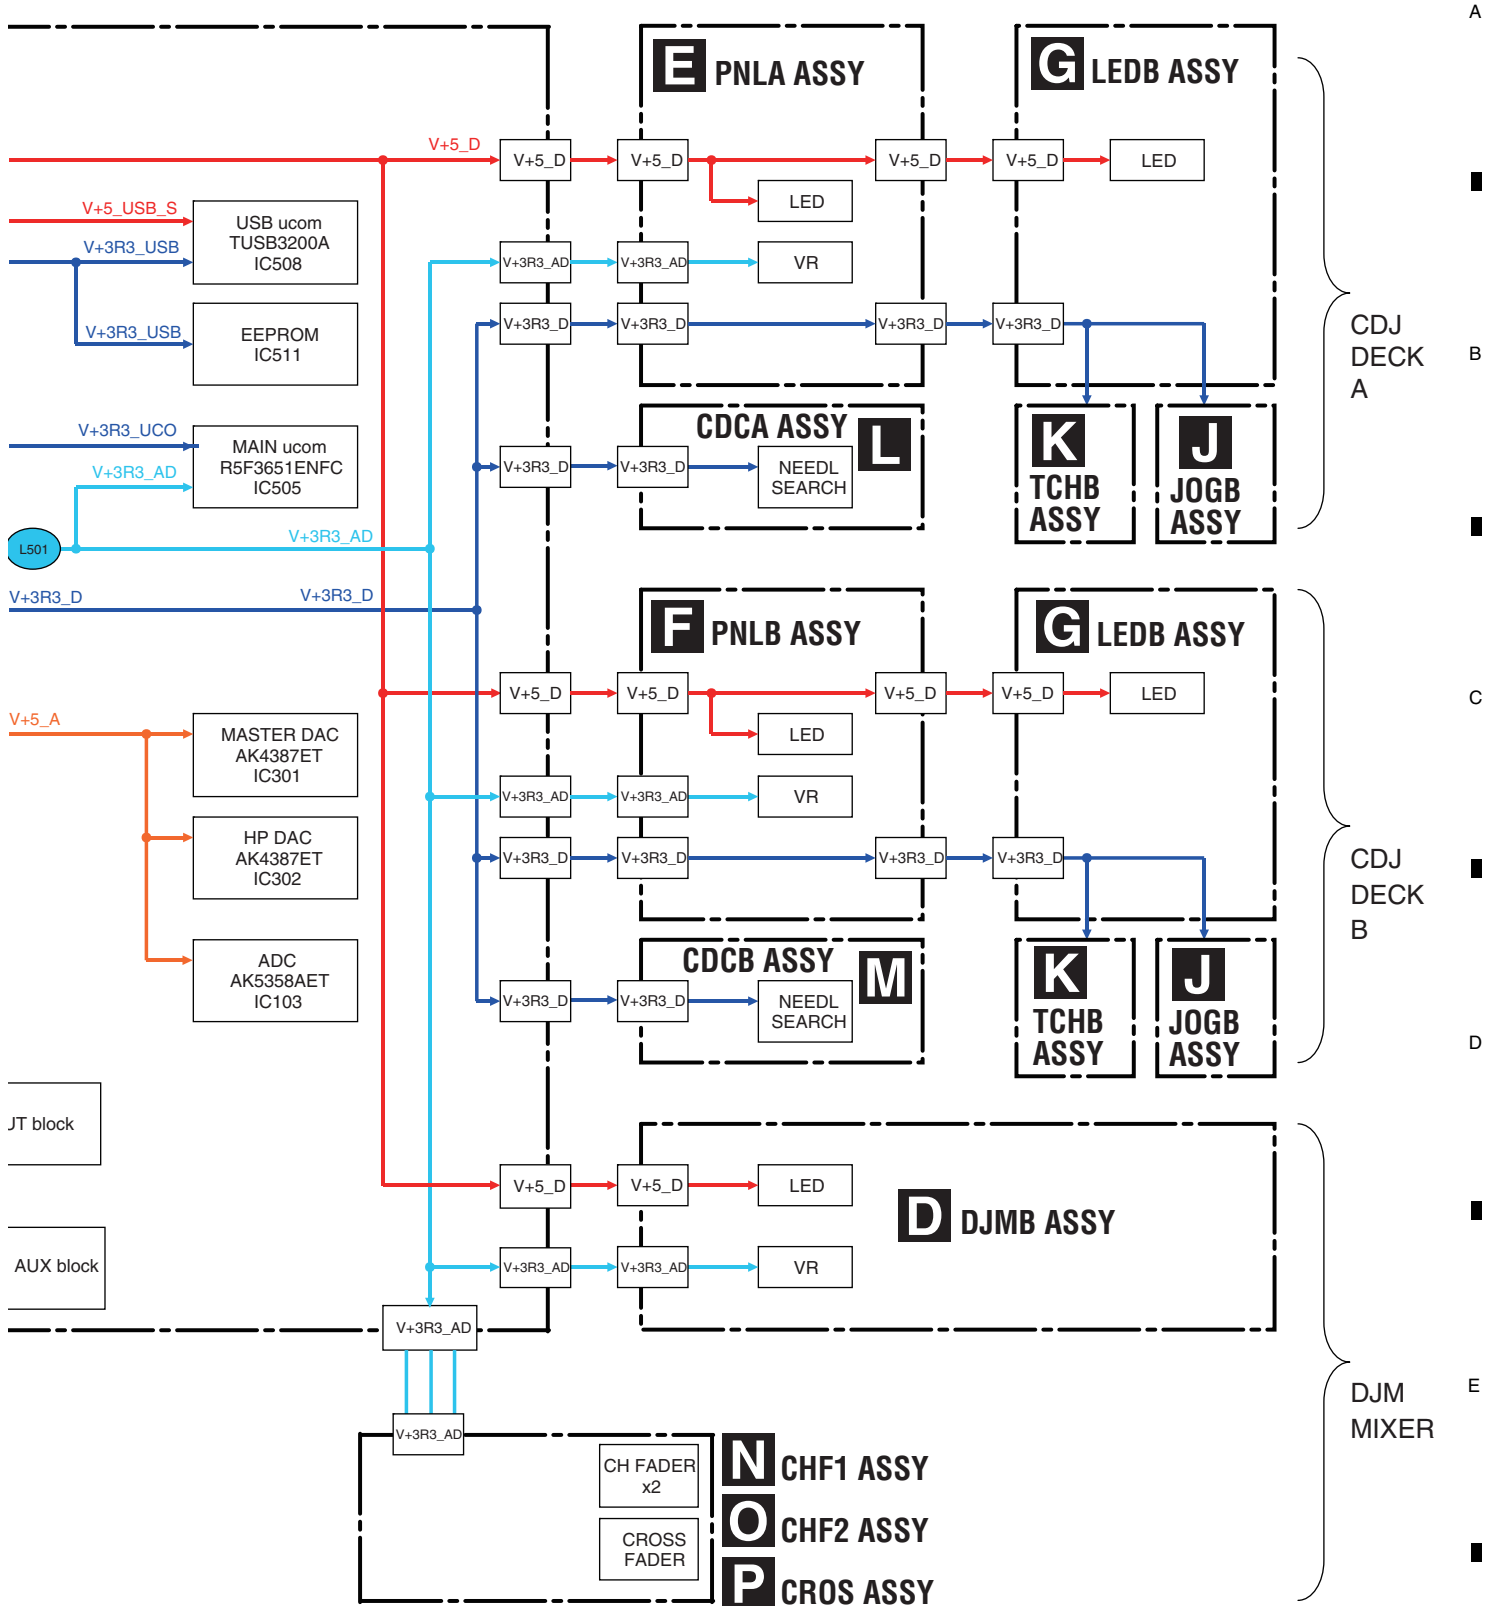 A
E PNLA ASSY
G LEDB ASSY
V+5_D
V+5_D
V+5_D
V+5_D
V+5_D
LED
LED
V+5_USB_S
V+3R3_USB
USB ucom
TUSB3200A
IC508
V+3R3_AD
V+3R3_AD
VR
V+3R3_USB
EEPROM
IC511
V+3R3_D
V+3R3_D
V+3R3_D
V+3R3_D
CDJ
DECK
A
B
V+3R3_UCO
V+3R3_AD
MAIN ucom
R5F3651ENFC
IC505
CDCA ASSY L
V+3R3_D
V+3R3_D
NEEDL
SEARCH
K
TCHB
ASSY
J
JOGB
ASSY
L501
V+3R3_AD
V+3R3_D
V+3R3_D
F PNLB ASSY
G LEDB ASSY
V+5_D
V+5_D
V+5_D
V+5_D
LED
LED
C
V+5_A
MASTER DAC
AK4387ET
IC301
V+3R3_AD
V+3R3_AD
VR
HP DAC
AK4387ET
IC302
V+3R3_D
V+3R3_D
V+3R3_D
V+3R3_D
CDJ
DECK
B
ADC
AK5358AET
IC103
CDCB ASSY M
V+3R3_D
V+3R3_D
NEEDL
SEARCH
K
TCHB
ASSY
J
JOGB
ASSY
D
UT block
V+5_D
V+5_D
LED
D DJMB ASSY
AUX block
V+3R3_AD
V+3R3_AD
VR
V+3R3_AD
DJM
MIXER
E
V+3R3_AD
CH FADER
x2
CROSS
FADER
N CHF1 ASSY
O CHF2 ASSY
P CROS ASSY